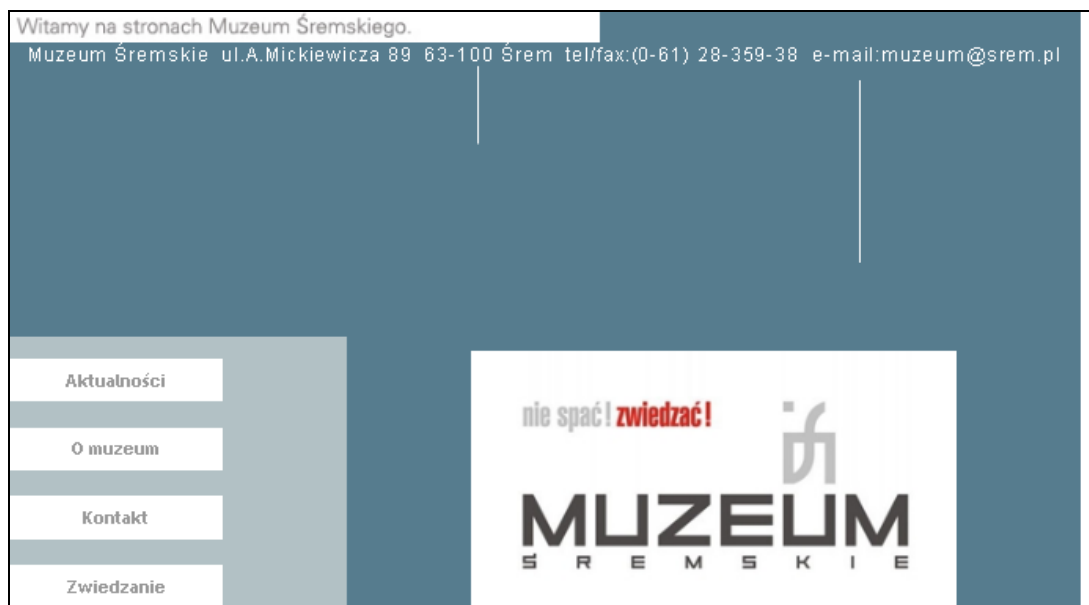 Witamy na stronach Muzeum Śremskiego.
Muzeum Śremskie ul.A.Mickiewicza 89 63-100 Śrem tel/fax:(0-61) 28-359-38 e-mail:muzeum@srem.pl
Aktualności
O muzeum
Kontakt
Zwiedzanie
nie spać! zwiedzać!
MUZEUM
ŚREMSKIE